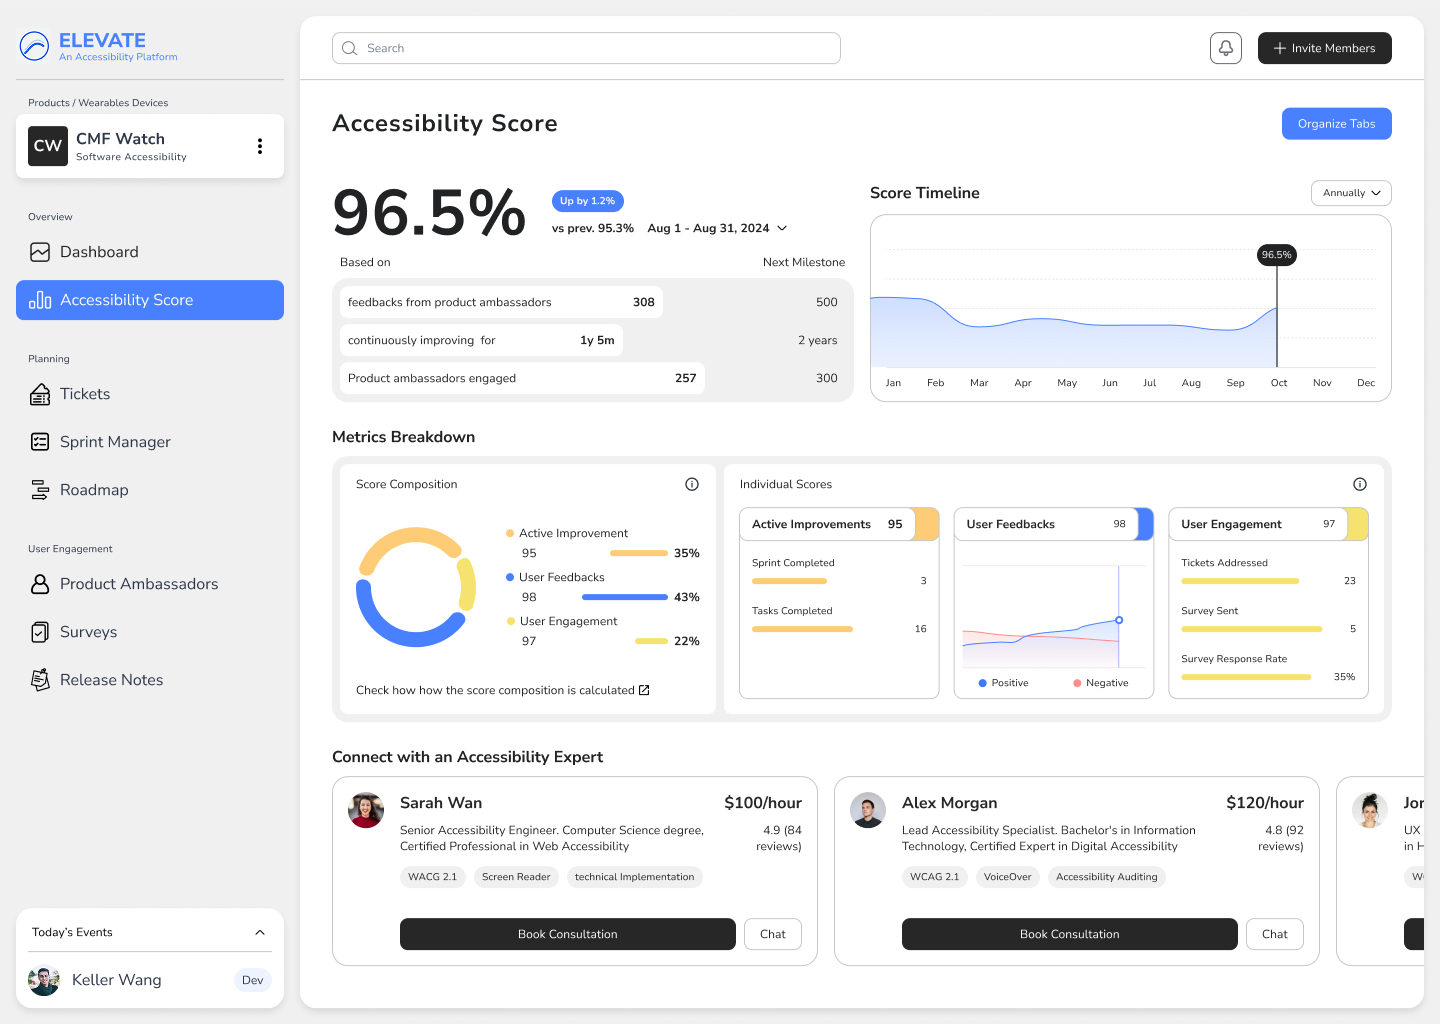 ELEVATE
An Accessibility Platform
Products / Wearables Devices
CW
CMF Watch
Software Accessibility
Overview
Dashboard
Accessibility Score
Planning
Tickets
Sprint Manager
Roadmap
User Engagement
Product Ambassadors
Surveys
Release Notes
Today's Events
Keller Wang
Dev
Search
Invite Members
Accessibility Score
Organize Tabs
96.5%
Up by 1.2%
vs prev. 95.3%
Aug 1 - Aug 31, 2024
Based on
Next Milestone
feedbacks from product ambassadors 308 500
continuously improving for 1y 5m 2 years
Product ambassadors engaged 257 300
Score Timeline
Annually
96.5%
Jan Feb Mar Apr May Jun Jul Aug Sep Oct Nov Dec
Metrics Breakdown
Score Composition
Active Improvement
95 35%
User Feedbacks
98 43%
User Engagement
97 22%
Check how how the score composition is calculated
Individual Scores
Active Improvements 95
Sprint Completed
3
Tasks Completed
16
User Feedbacks 98
Positive
Negative
User Engagement 97
Tickets Addressed
23
Survey Sent
5
Survey Response Rate
35%
Connect with an Accessibility Expert
Sarah Wan
$100/hour
Senior Accessibility Engineer. Computer Science degree,
Certified Professional in Web Accessibility
4.9 (84
reviews)
WACG 2.1
Screen Reader
technical Implementation
Book Consultation
Chat
Alex Morgan
$120/hour
Lead Accessibility Specialist. Bachelor's in Information
Technology, Certified Expert in Digital Accessibility
4.8 (92
reviews)
WCAG 2.1
VoiceOver
Accessibility Auditing
Book Consultation
Chat
UX
in